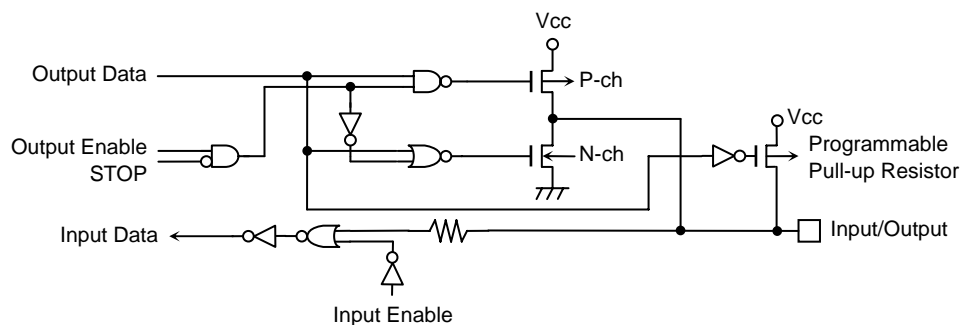 Vcc
Output Data
P-ch
Vcc
Output Enable
STOP
N-ch
Programmable
Pull-up Resistor
Input Data
Input/Output
Input Enable